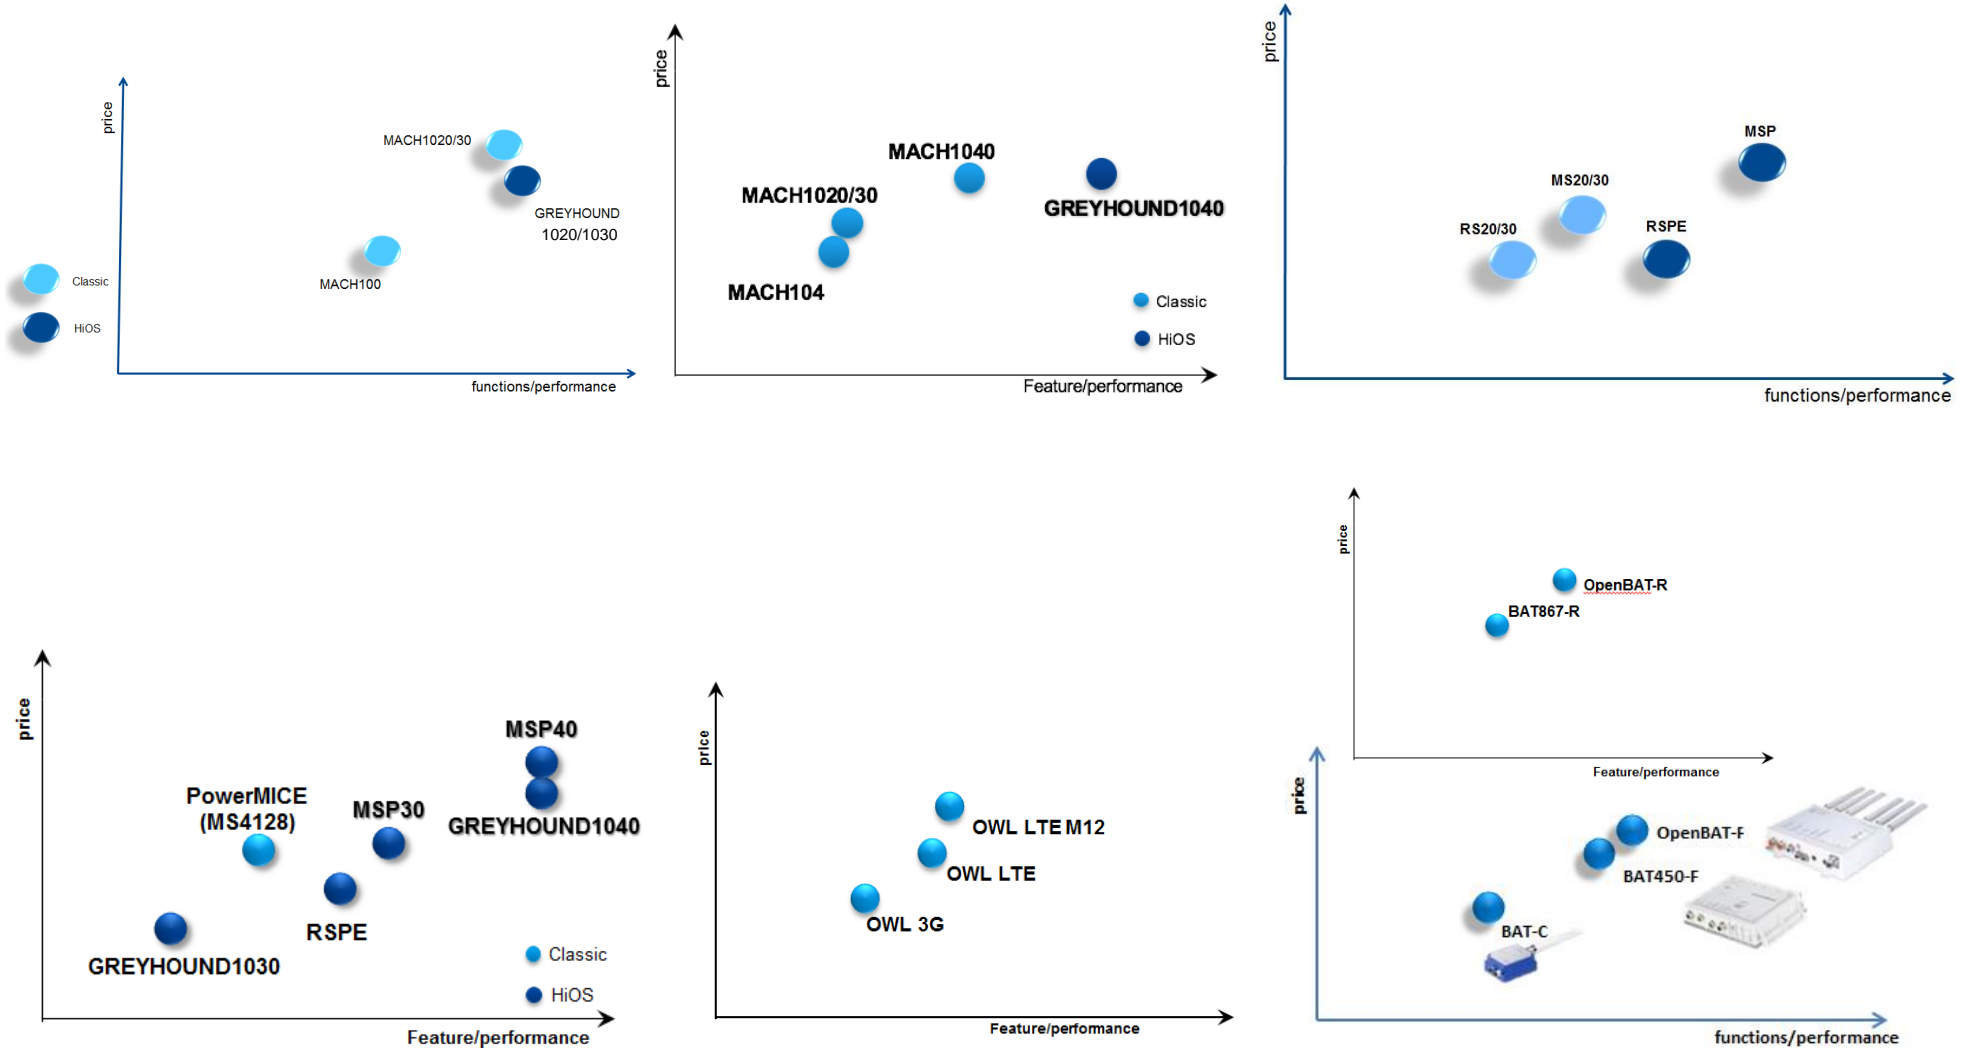 price
MACH1020/30
GREYHOUND
1020/1030
MACH100
Classic
HiOS
functions/performance
price
MACH1040
MACH1020/30
GREYHOUND1040
MACH104
Classic
HiOS
Feature/performance
price
MSP
MS20/30
RS20/30
RSPE
functions/performance
price
MSP40
PowerMICE
(MS4128)
MSP30
GREYHOUND1040
RSPE
GREYHOUND1030
Classic
HiOS
Feature/performance
price
OWL LTE M12
OWL LTE
OWL 3G
Feature/performance
price
OpenBAT-R
BAT867-R
Feature/performance
price
OpenBAT-F
BAT450-F
BAT-C
functions/performance